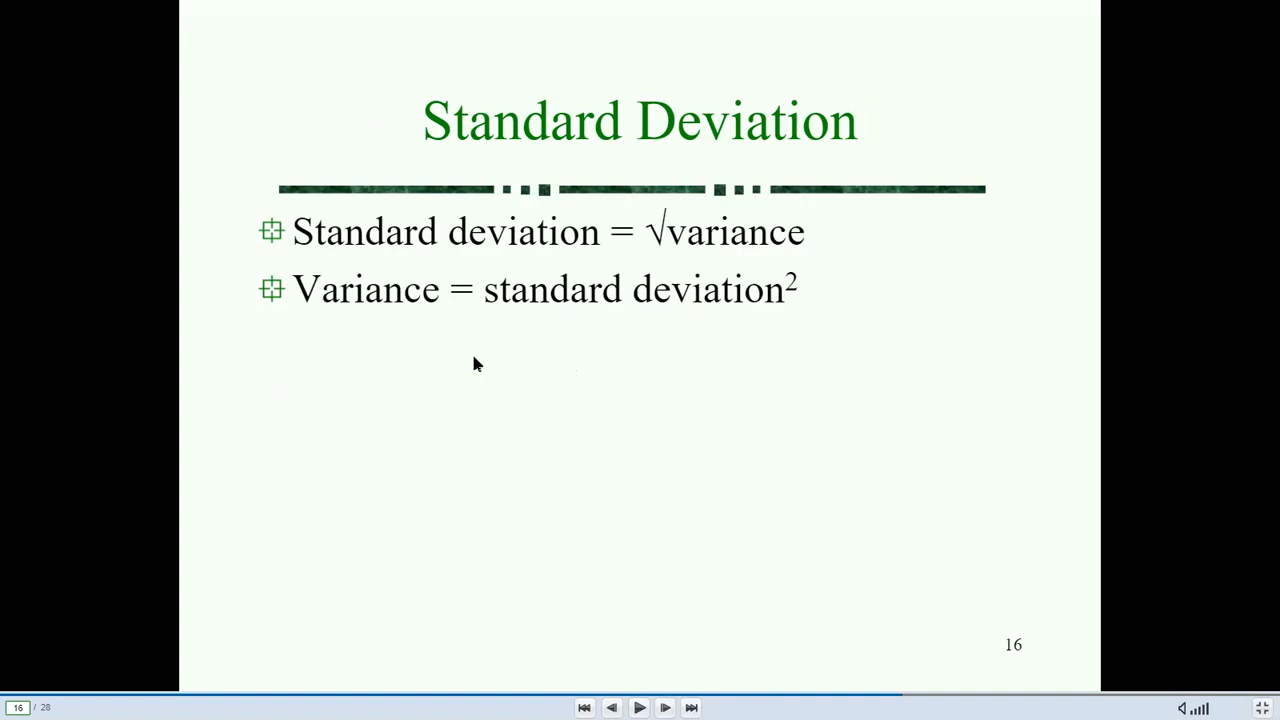 Standard Deviation
Standard deviation = √variance
Variance = standard deviation²
16
16 / 28